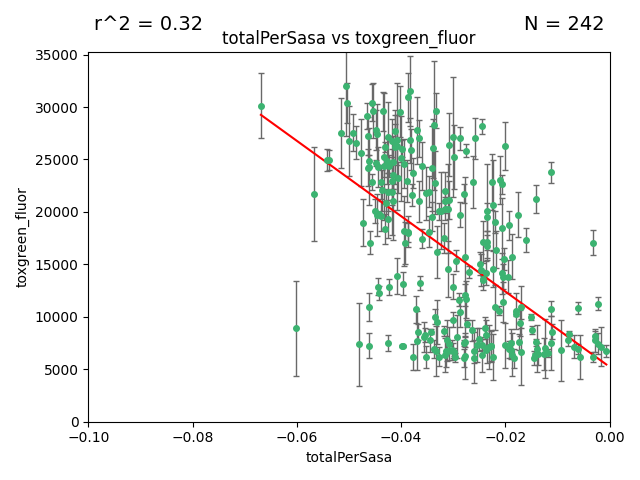 r^2 = 0.32
N = 242
totalPerSasa vs toxgreen_fluor
35000
30000
25000
20000
15000
10000
5000
0
toxgreen_fluor
−0.10
−0.08
−0.06
−0.04
−0.02
0.00
totalPerSasa